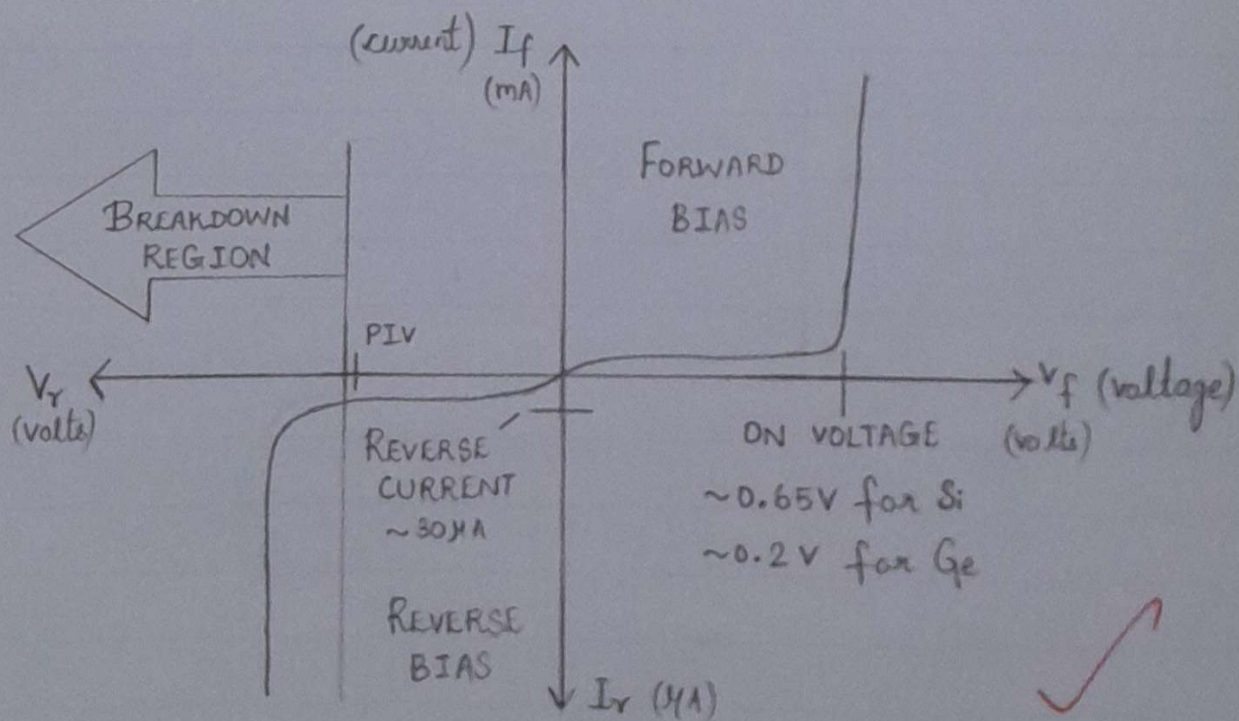 (current) If
(mA)
FORWARD
BIAS
BREAKDOWN
REGION
PIV
Vr
(volts)
Vf (voltage)
(volts)
REVERSE
CURRENT
~30μA
ON VOLTAGE
~0.65V for Si
~0.2V for Ge
REVERSE
BIAS
Ir (μA)